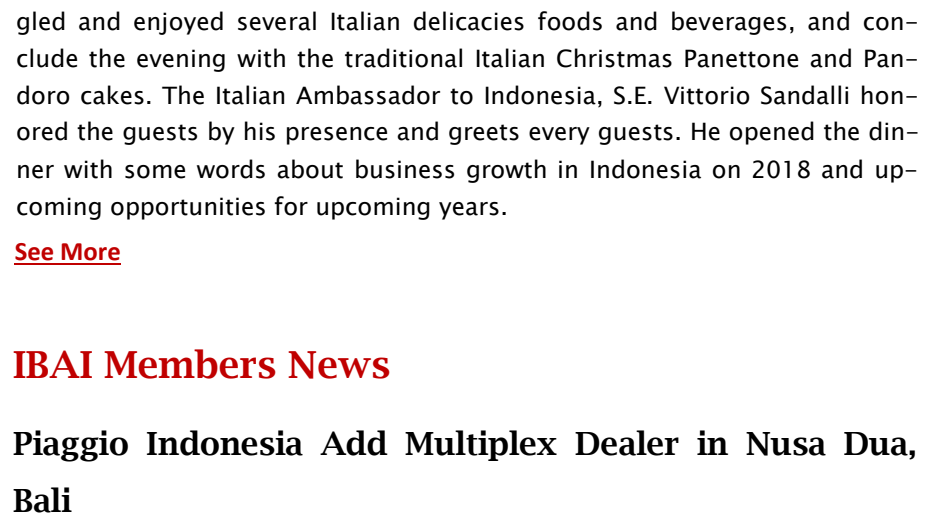 gled and enjoyed several Italian delicacies foods and beverages, and con-
clude the evening with the traditional Italian Christmas Panettone and Pan-
doro cakes. The Italian Ambassador to Indonesia, S.E. Vittorio Sandalli hon-
ored the guests by his presence and greets every guests. He opened the din-
ner with some words about business growth in Indonesia on 2018 and up-
coming opportunities for upcoming years.
See More
IBAI Members News
Piaggio Indonesia Add Multiplex Dealer in Nusa Dua,
Bali